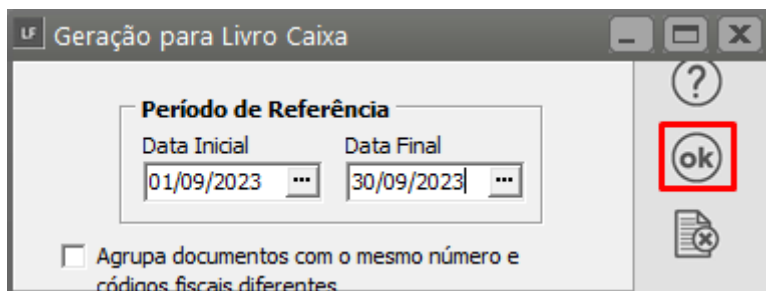 LF Geração para Livro Caixa
?
Período de Referência
Data Inicial Data Final
01/09/2023 ... 30/09/2023 ...
ok
Agrupa documentos com o mesmo número e
códigos fiscais diferentes